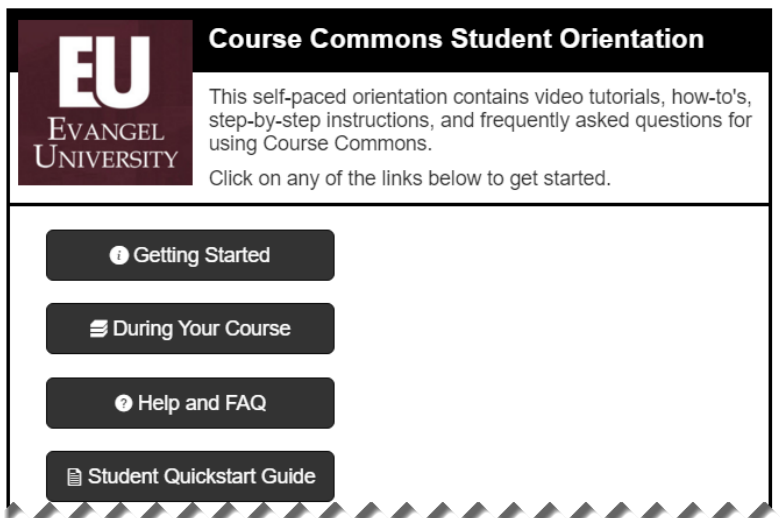 Course Commons Student Orientation
EU
EVANGEL
UNIVERSITY
This self-paced orientation contains video tutorials, how-to's,
step-by-step instructions, and frequently asked questions for
using Course Commons.
Click on any of the links below to get started.
Getting Started
During Your Course
Help and FAQ
Student Quickstart Guide